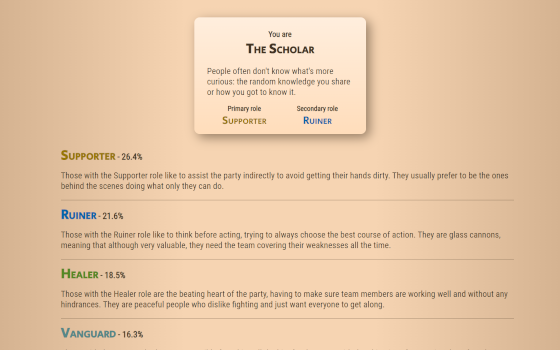 You are
The Scholar
People often don't know what's more
curious: the random knowledge you share
or how you got to know it.
Primary role Secondary role
Supporter Ruiner
Supporter - 26.4%
Those with the Supporter role like to assist the party indirectly to avoid getting their hands dirty. They usually prefer to be the ones
behind the scenes doing what only they can do.
Ruiner - 21.6%
Those with the Ruiner role like to think before acting, trying to always choose the best course of action. They are glass cannons,
meaning that although very valuable, they need the team covering their weaknesses all the time.
Healer - 18.5%
Those with the Healer role are the beating heart of the party, having to make sure team members are working well and without any
hindrances. They are peaceful people who dislike fighting and just want everyone to get along.
Vanguard - 16.3%